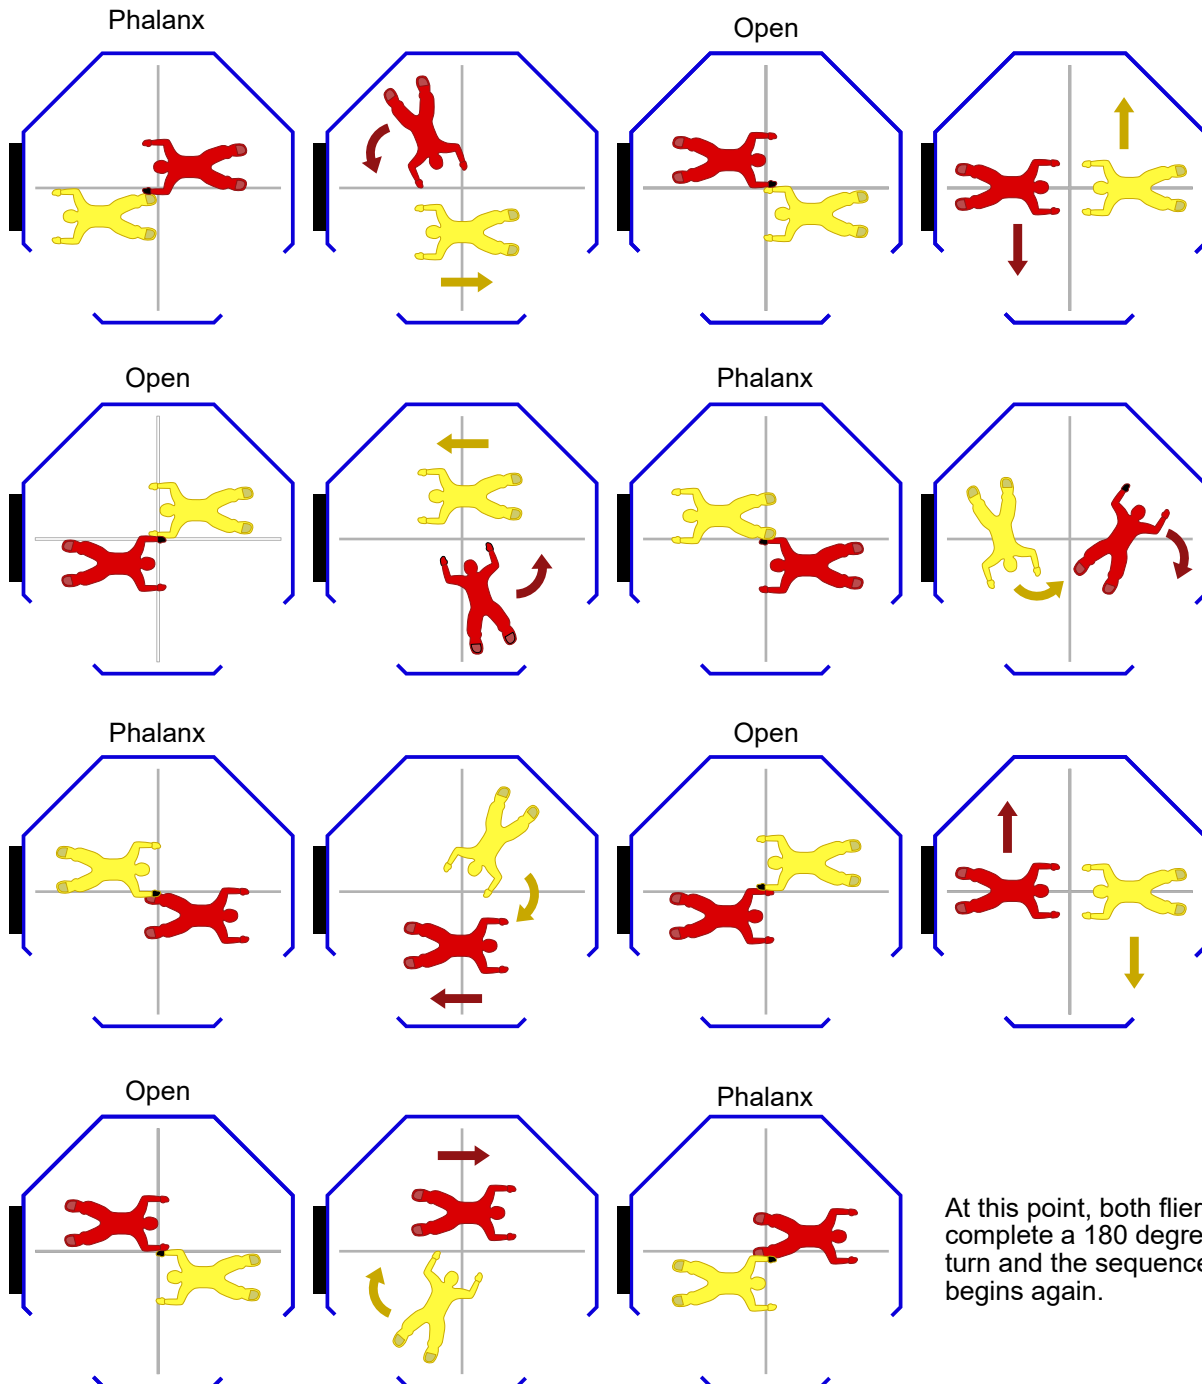 Phalanx
Open
Open
Phalanx
Phalanx
Open
Open
Phalanx
At this point, both flier
complete a 180 degre
turn and the sequence
begins again.